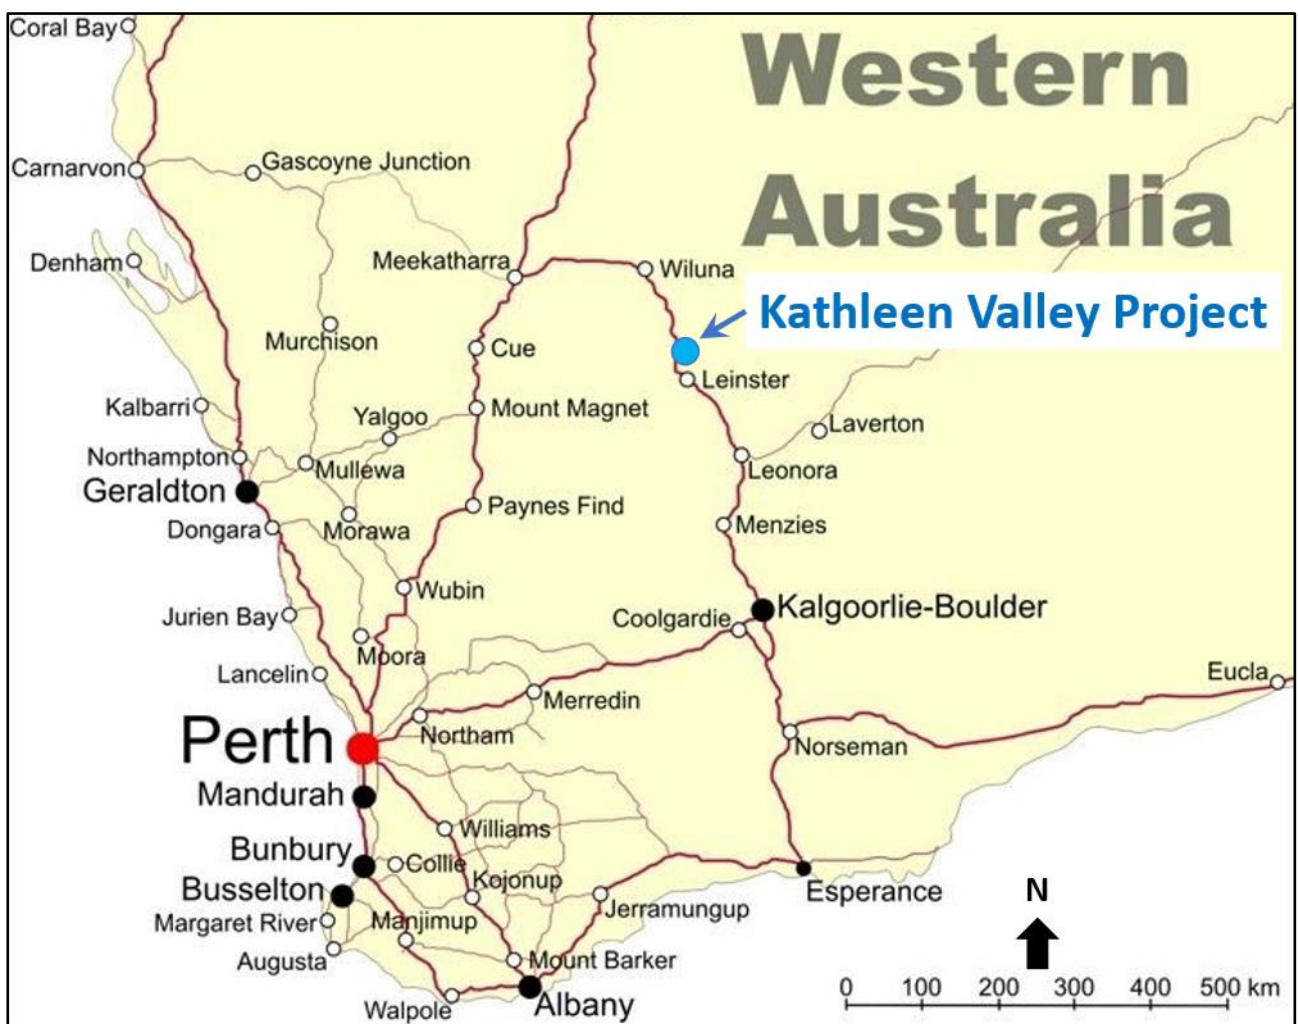 Coral Bay
Western
Australia
Carnarvon
Gascoyne Junction
Denham
Meekatharra
Wiluna
Kathleen Valley Project
Murchison
Cue
Leinster
Kalbarri
Yalgoo
Mount Magnet
Laverton
Northampton
Mullewa
Leonora
Geraldton
Paynes Find
Dongara
Morawa
Menzies
Wubin
Kalgoorlie-Boulder
Jurien Bay
Coolgardie
Moora
Lancelin
Eucla
Merredin
Perth
Northam
Norseman
Mandurah
Williams
Bunbury
Collie
Busselton
Kojonup
Esperance
N
Margaret River
Manjimup
Jerramungup
Augusta
Mount Barker
0 100 200 300 400 500 km
Walpole
Albany